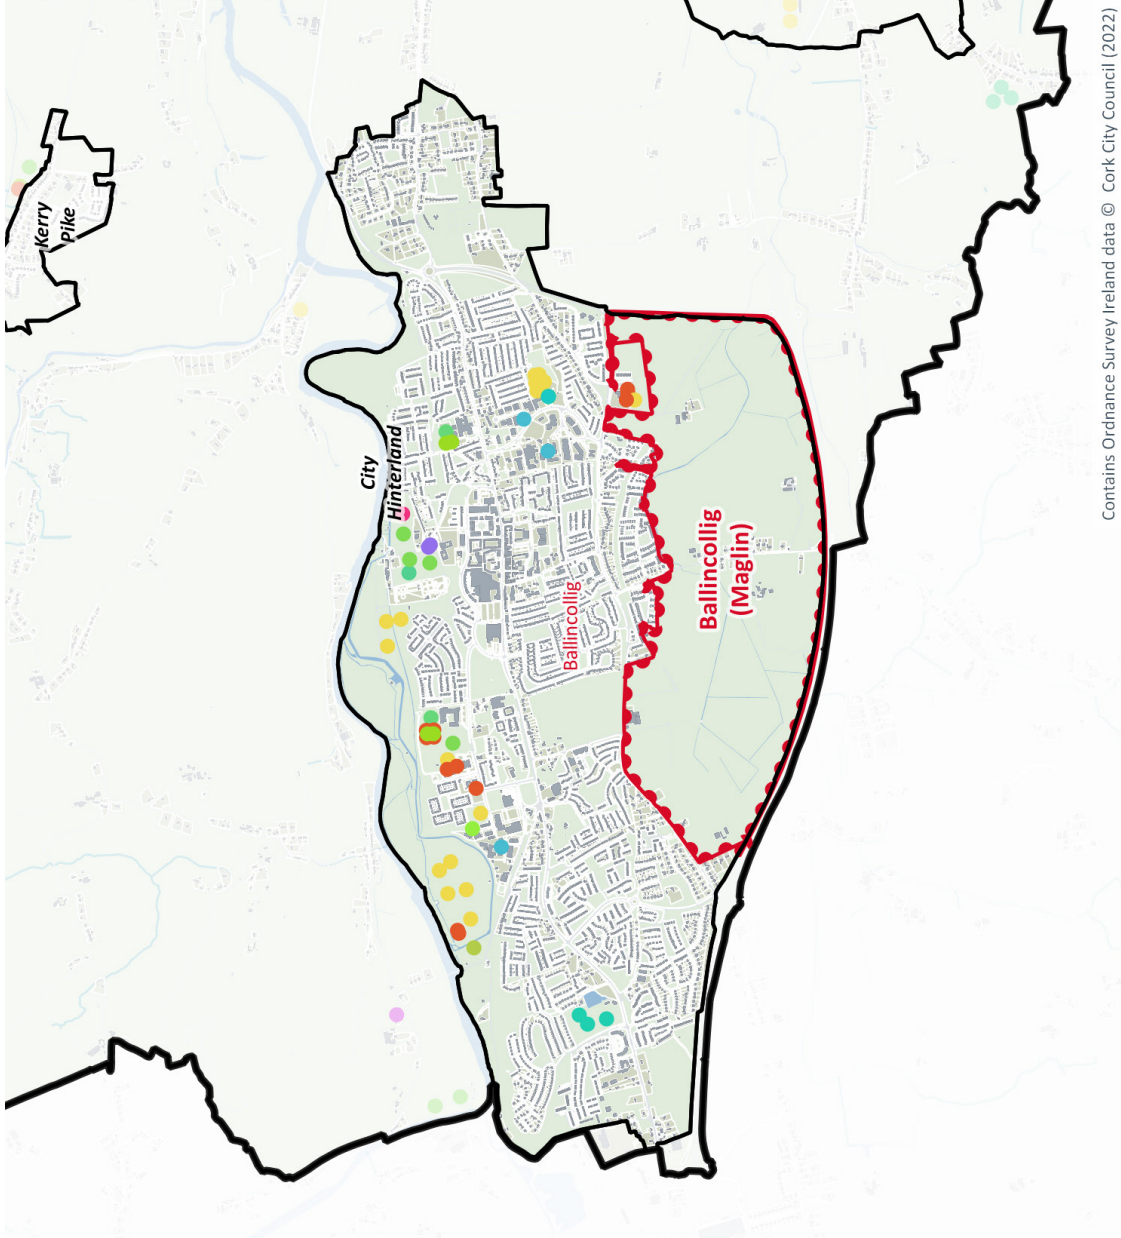 Kerry
Pike
City
Hinterland
Ballincollig
Ballincollig
(Maglin)
Contains Ordnance Survey Ireland data © Cork City Council (2022)